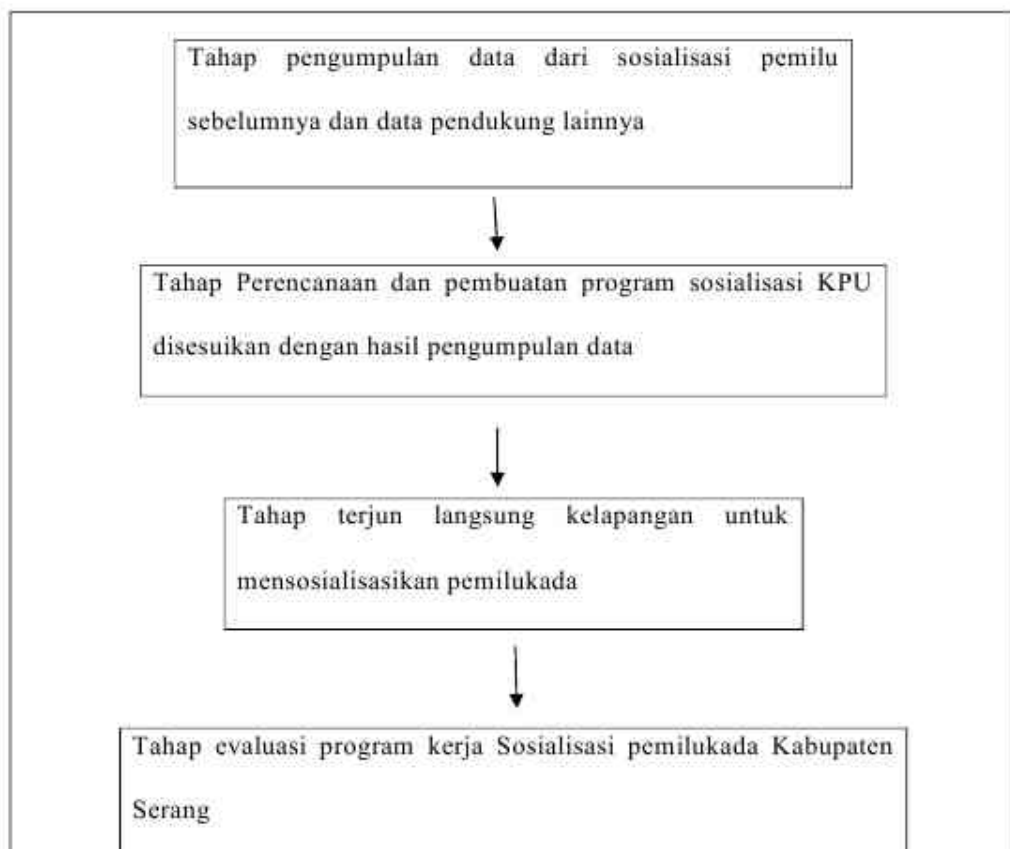 Tahap pengumpulan data dari sosialisasi pemilu
sebelumnya dan data pendukung lainnya
Tahap Perencanaan dan pembuatan program sosialisasi KPU
disesuikan dengan hasil pengumpulan data
Tahap terjun langsung kelapangan untuk
mensosialisasikan pemilukada
Tahap evaluasi program kerja Sosialisasi pemilukada Kabupaten
Serang